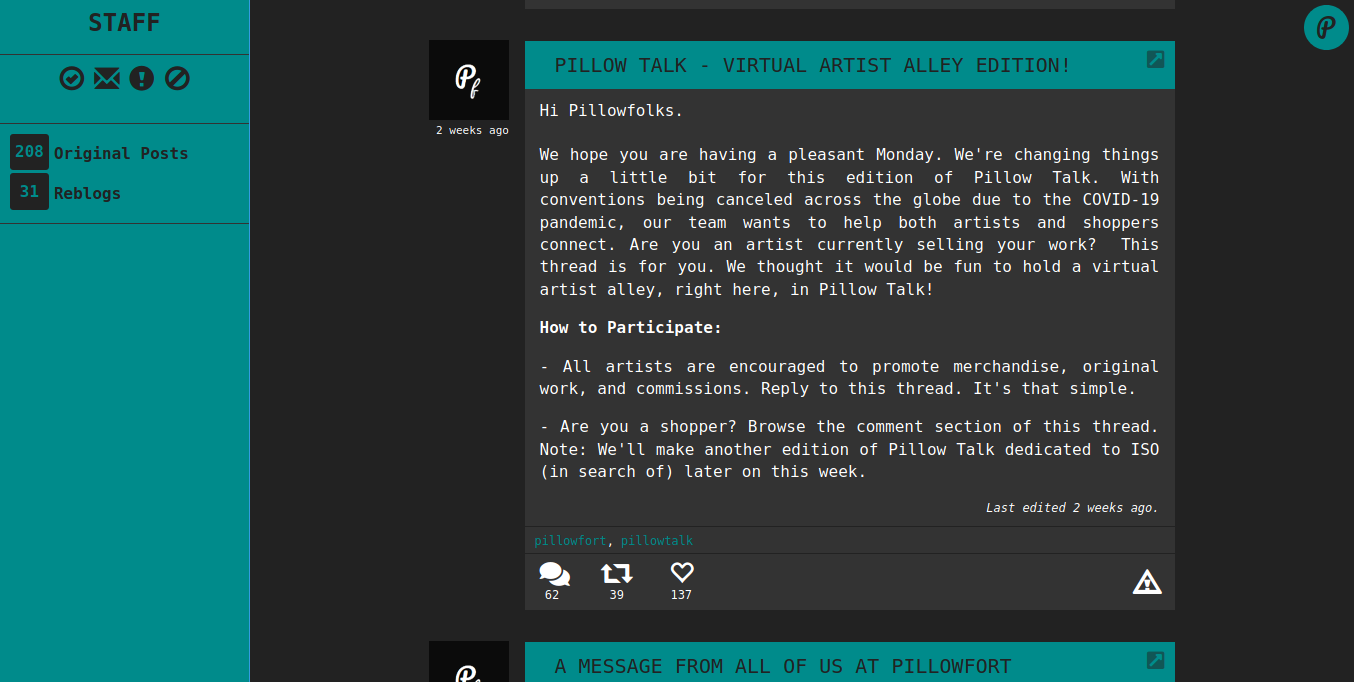 STAFF
208 Original Posts
31 Reblogs
2 weeks ago
PILLOW TALK - VIRTUAL ARTIST ALLEY EDITION!
Hi Pillowfolks.
We hope you are having a pleasant Monday. We're changing things
up a little bit for this edition of Pillow Talk. With
conventions being canceled across the globe due to the COVID-19
pandemic, our team wants to help both artists and shoppers
connect. Are you an artist currently selling your work? This
thread is for you. We thought it would be fun to hold a virtual
artist alley, right here, in Pillow Talk!
How to Participate:
- All artists are encouraged to promote merchandise, original
work, and commissions. Reply to this thread. It's that simple.
- Are you a shopper? Browse the comment section of this thread.
Note: We'll make another edition of Pillow Talk dedicated to ISO
(in search of) later on this week.
Last edited 2 weeks ago.
pillowfort, pillowtalk
62 39 137
A MESSAGE FROM ALL OF US AT PILLOWFORT